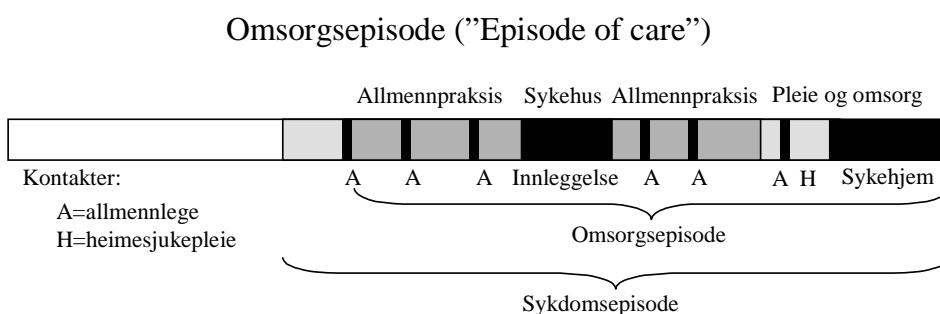 Omsorgsepisode (”Episode of care”)
Allmennpraksis Sykehus Allmennpraksis Pleie og omsorg
Kontakter: A A A Innleggelse A A A H Sykehjem
A=allmennlege
H=heimesjukepleie
Omsorgsepisode
Sykdomsepisode